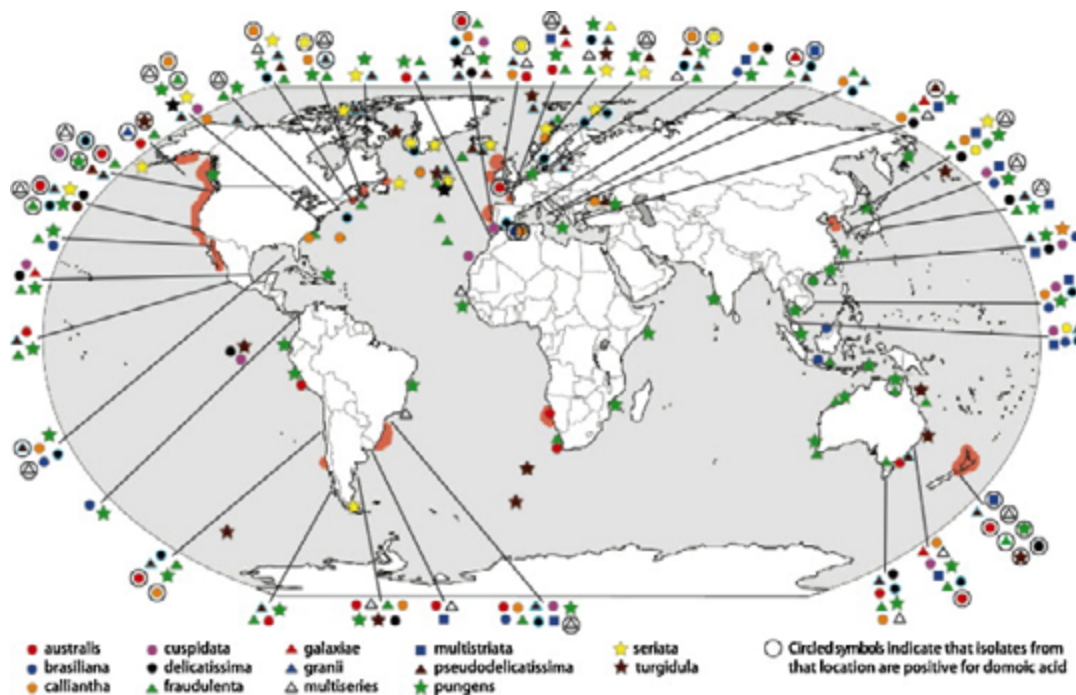 australis cuspidata galaxiae multistriata seriata Circled symbols indicate that isolates from
brasiliana delicatissima granii pseudodelicatissima turgidula that location are positive for domoic acid
calliantha fraudulenta multiseries pungens